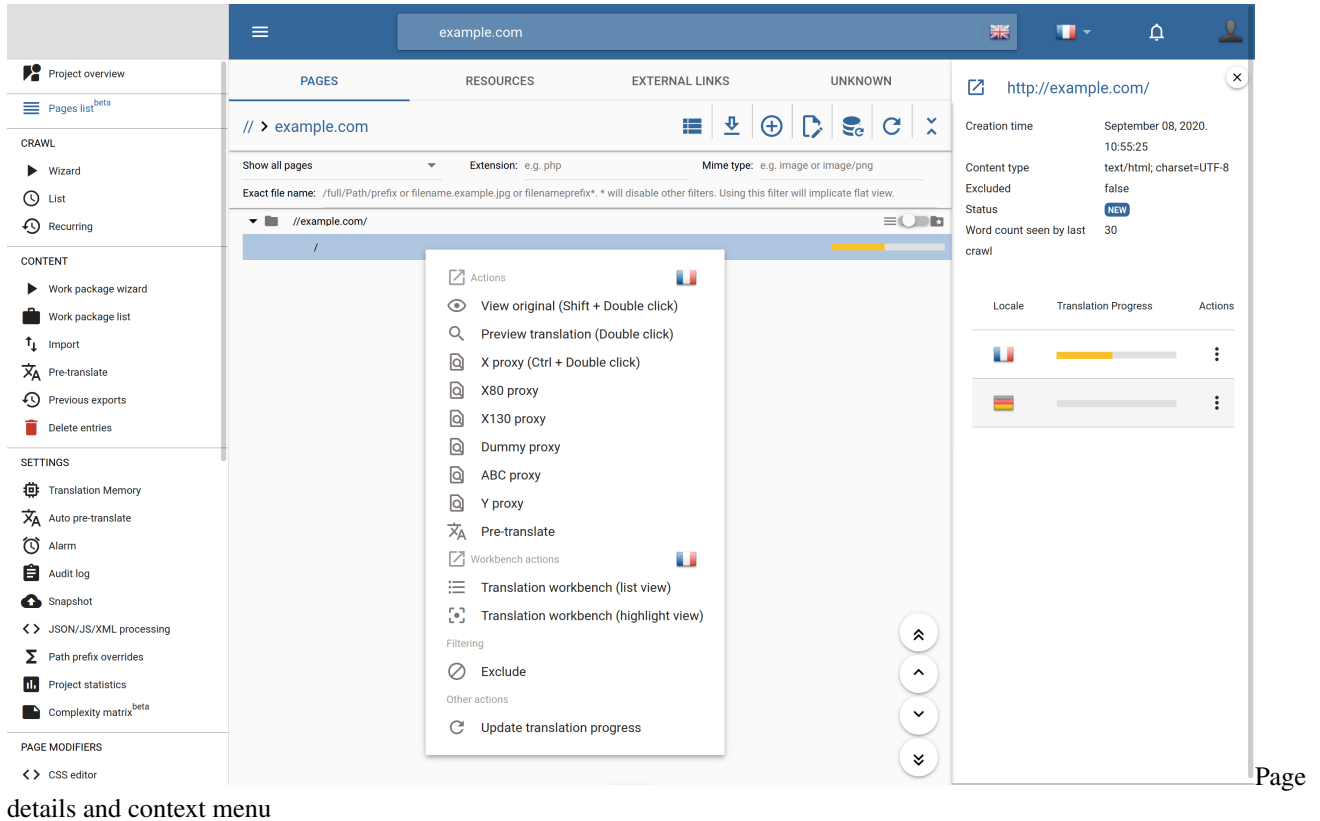 example.com
Project overview
Pages list beta
CRAWL
Wizard
List
Recurring
CONTENT
Work package wizard
Work package list
Import
Pre-translate
Previous exports
Delete entries
SETTINGS
Translation Memory
Auto pre-translate
Alarm
Audit log
Snapshot
JSON/JS/XML processing
Path prefix overrides
Project statistics
Complexity matrix beta
PAGE MODIFIERS
CSS editor
PAGES RESOURCES EXTERNAL LINKS UNKNOWN
// > example.com
Show all pages Extension: e.g. php Mime type: e.g. image or image/png
Exact file name: /full/Path/prefix or filename.example.jpg or filenameprefix*. * will disable other filters. Using this filter will implicate flat view.
//example.com/
/
Actions
View original (Shift + Double click)
Preview translation (Double click)
X proxy (Ctrl + Double click)
X80 proxy
X130 proxy
Dummy proxy
ABC proxy
Y proxy
Pre-translate
Workbench actions
Translation workbench (list view)
Translation workbench (highlight view)
Filtering
Exclude
Other actions
Update translation progress
http://example.com/
Creation time September 08, 2020.
10:55:25
Content type text/html; charset=UTF-8
Excluded false
Status NEW
Word count seen by last 30
crawl
Locale Translation Progress Actions
Page
details and context menu